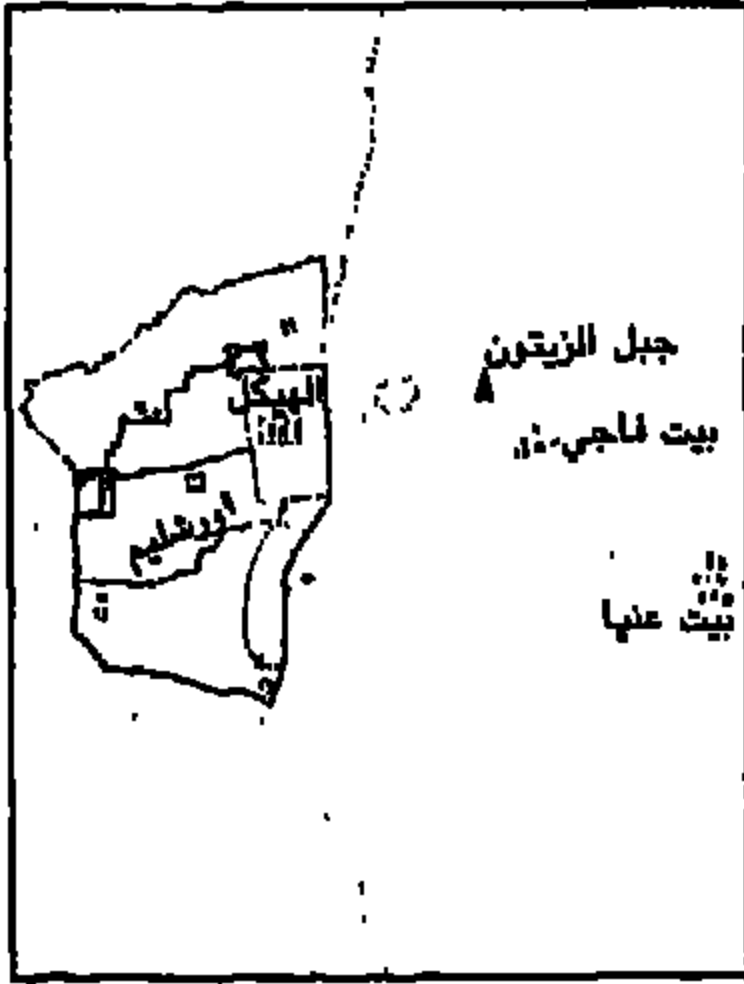 جبل الزيتون
الهيكل
بيت فاجي
اورشليم
بيت عنيا